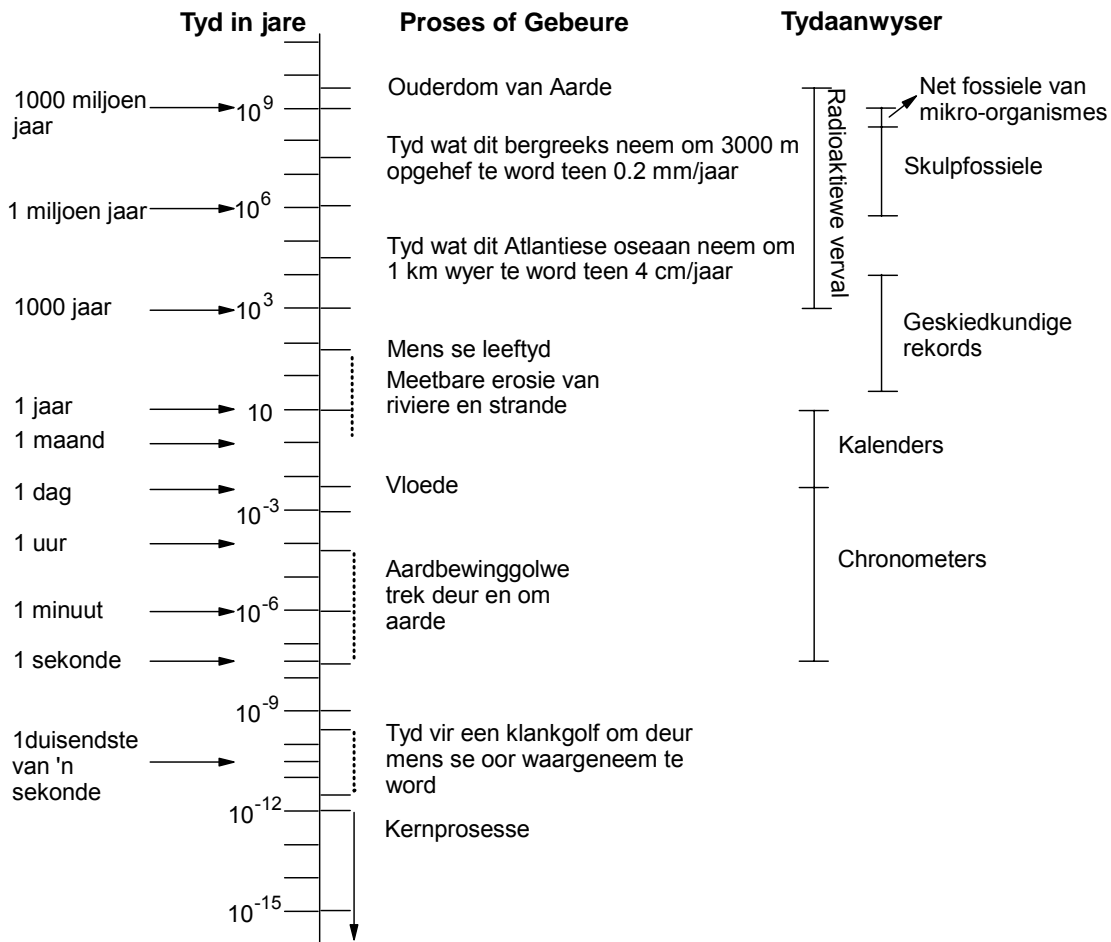 Tyd in jare
Proses of Gebeure
Tydaanwyser
1000 miljoen
jaar
10^9
Ouderdom van Aarde
Net fossiele van
mikro-organismes
Tyd wat dit bergreeks neem om 3000 m
opgehef te word teen 0.2 mm/jaar
Radioaktiewe verval
Skulpfossiele
1 miljoen jaar
10^6
Tyd wat dit Atlantiese oseaan neem om
1 km wyer te word teen 4 cm/jaar
1000 jaar
10^3
Geskiedkundige
rekords
Mens se leeftyd
Meetbare erosie van
riviere en strande
1 jaar
10
1 maand
Kalenders
1 dag
Vloede
10^-3
1 uur
Chronometers
Aardbewinggolwe
trek deur en om
aarde
1 minuut
10^-6
1 sekonde
10^-9
1duisendste
van 'n
sekonde
Tyd vir een klankgolf om deur
mens se oor waargeneem te
word
10^-12
Kernprosesse
10^-15